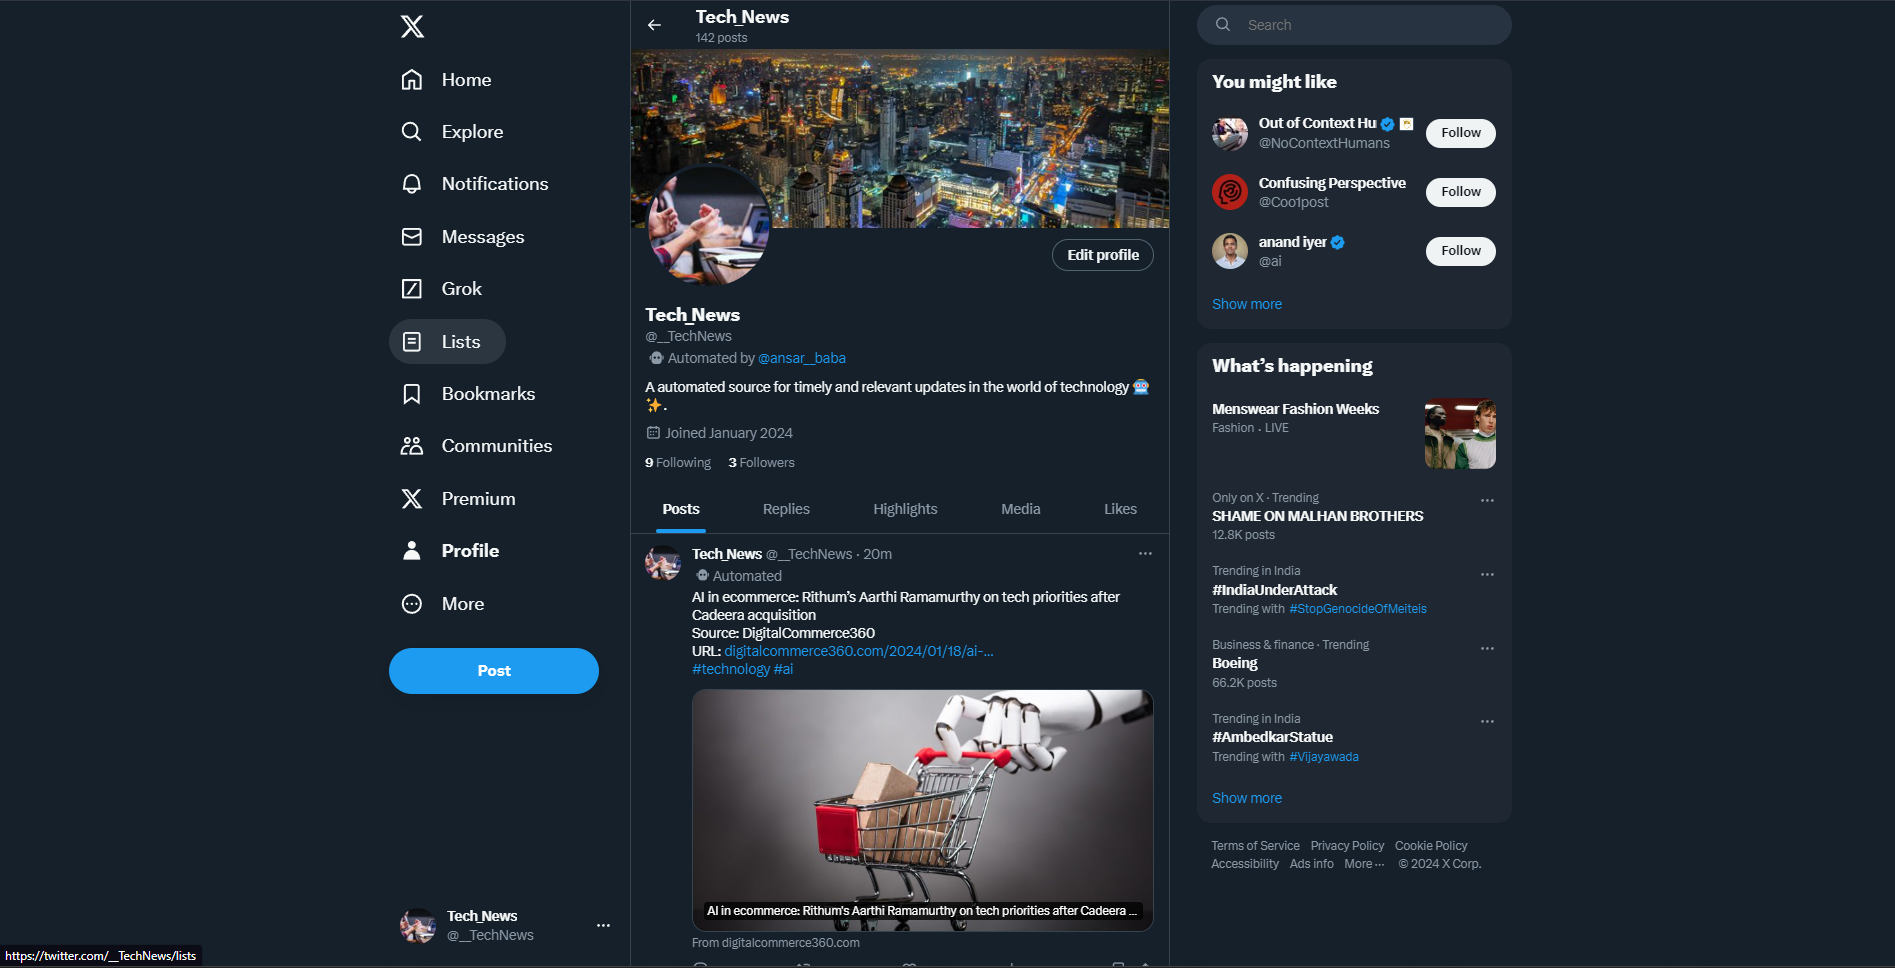 Home
Explore
Notifications
Messages
Grok
Lists
Bookmarks
Communities
Premium
Profile
More
Post
Tech_News
@__TechNews
https://twitter.com/__TechNews/lists
Tech_News
142 posts
Edit profile
Tech_News
@__TechNews
Automated by @ansar__baba
A automated source for timely and relevant updates in the world of technology 🤖
✨.
Joined January 2024
9 Following 3 Followers
Posts Replies Highlights Media Likes
Tech_News @__TechNews · 20m
Automated
AI in ecommerce: Rithum’s Aarthi Ramamurthy on tech priorities after
Cadeera acquisition
Source: DigitalCommerce360
URL: digitalcommerce360.com/2024/01/18/ai-…
#technology #ai
AI in ecommerce: Rithum's Aarthi Ramamurthy on tech priorities after Cadeera ...
From digitalcommerce360.com
Search
You might like
Out of Context Hu
@NoContextHumans
Follow
Confusing Perspective
@Coo1post
Follow
anand iyer
@ai
Follow
Show more
What’s happening
Menswear Fashion Weeks
Fashion · LIVE
Only on X · Trending
SHAME ON MALHAN BROTHERS
12.8K posts
Trending in India
#IndiaUnderAttack
Trending with #StopGenocideOfMeiteis
Business & finance · Trending
Boeing
66.2K posts
Trending in India
#AmbedkarStatue
Trending with #Vijayawada
Show more
Terms of Service Privacy Policy Cookie Policy
Accessibility Ads info More ··· © 2024 X Corp.